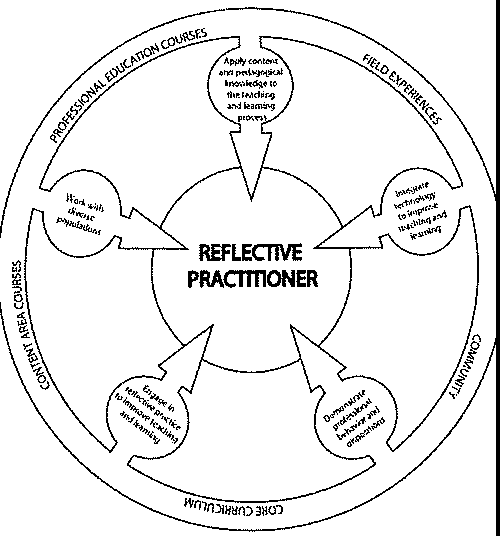 PROFESSIONAL EDUCATION COURSES
FIELD EXPERIENCES
Apply content
and pedagogical
knowledge to
the teaching
and learning
process
Work with
diverse
populations
Integrate
technology
to improve
teaching and
learning
REFLECTIVE
PRACTITIONER
CONTENT AREA COURSES
COMMUNITY
Engage in
reflective practice
to improve teaching
and learning
Demonstrate
professional
behavior and
dispositions
CORE CURRICULUM